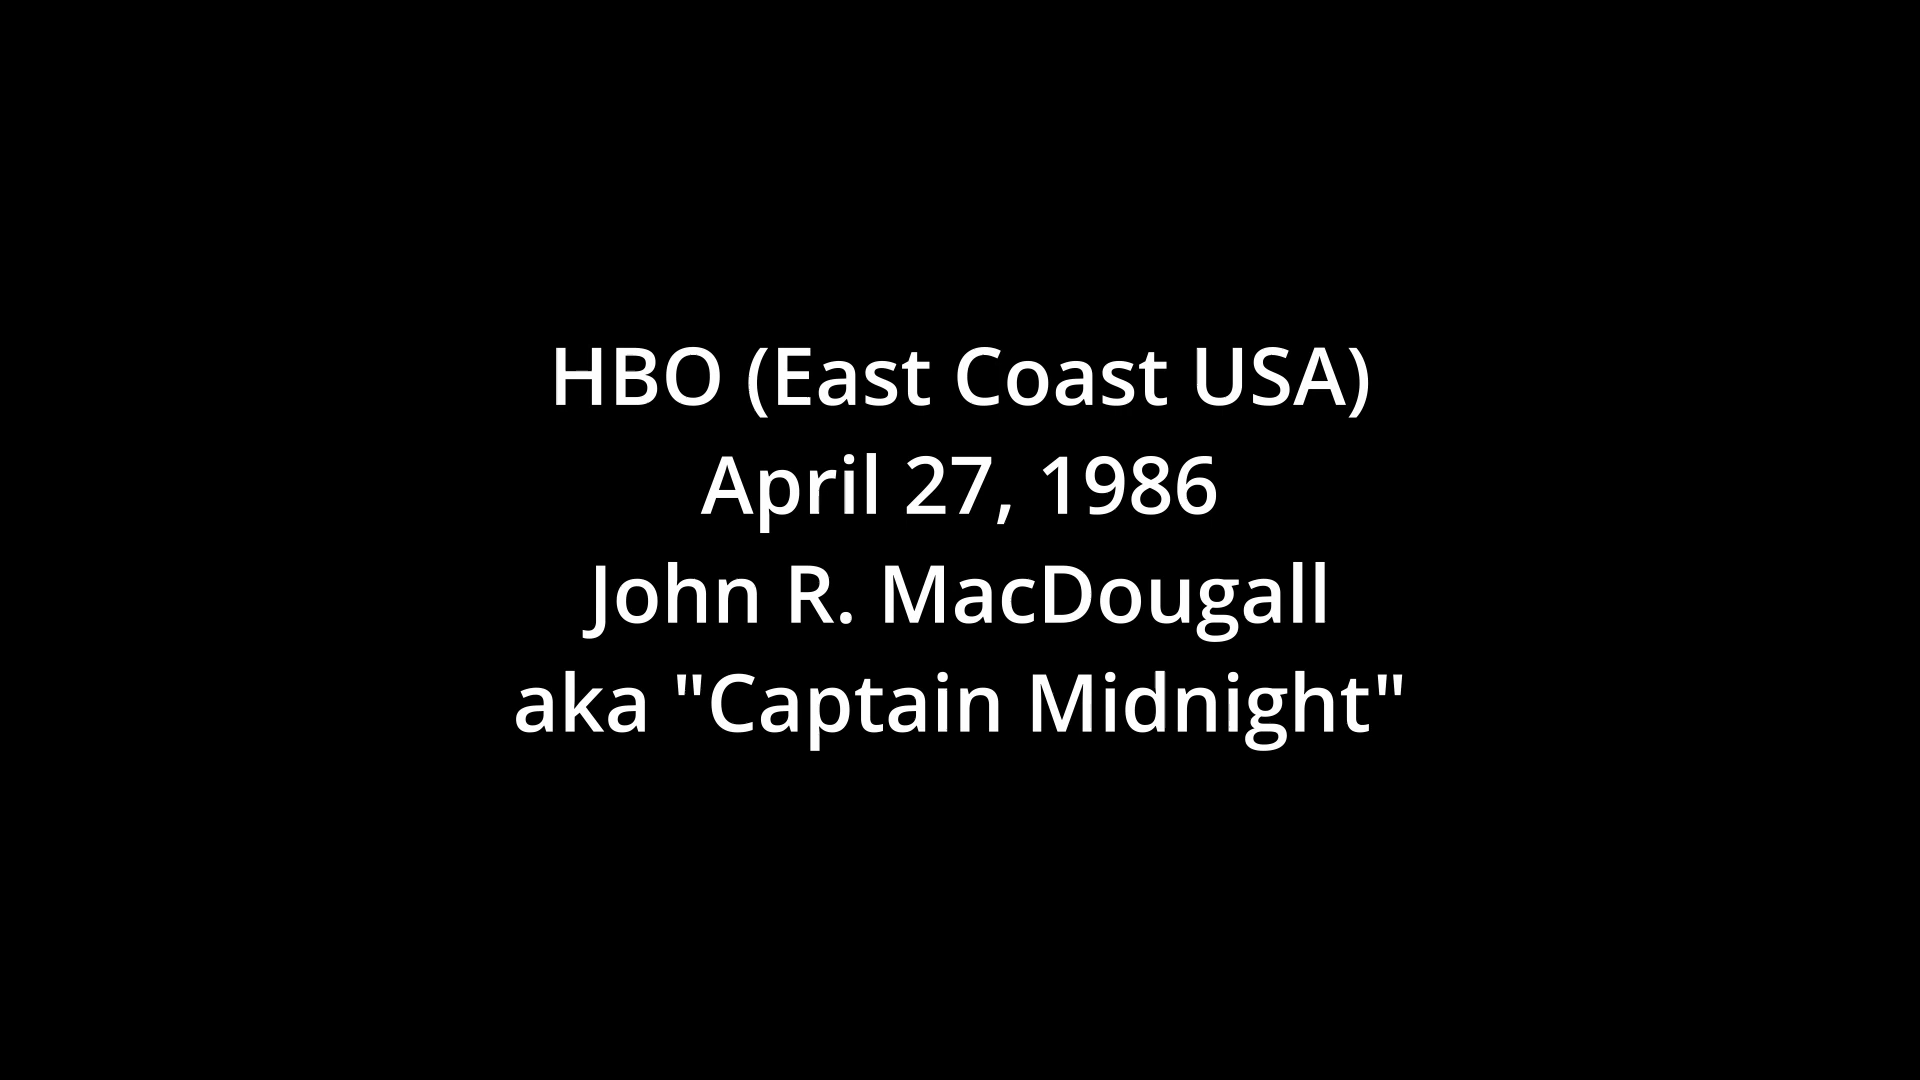 HBO (East Coast USA)
April 27, 1986
John R. MacDougall
aka "Captain Midnight"